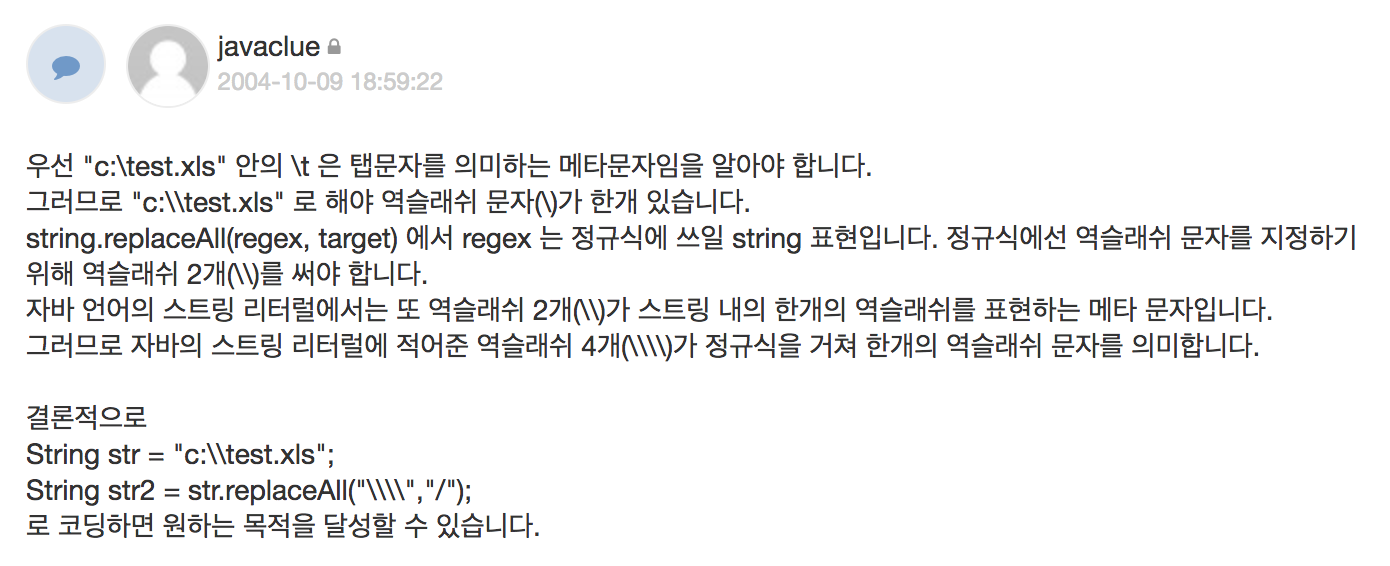 javaclue
2004-10-09 18:59:22
우선 "c:\test.xls" 안의 \t 은 탭문자를 의미하는 메타문자임을 알아야 합니다.
그러므로 "c:\\test.xls" 로 해야 역슬래쉬 문자(\)가 한개 있습니다.
string.replaceAll(regex, target) 에서 regex 는 정규식에 쓰일 string 표현입니다. 정규식에선 역슬래쉬 문자를 지정하기
위해 역슬래쉬 2개(\\)를 써야 합니다.
자바 언어의 스트링 리터럴에서는 또 역슬래쉬 2개(\\)가 스트링 내의 한개의 역슬래쉬를 표현하는 메타 문자입니다.
그러므로 자바의 스트링 리터럴에 적어준 역슬래쉬 4개(\\\\)가 정규식을 거쳐 한개의 역슬래쉬 문자를 의미합니다.
결론적으로
String str = "c:\\test.xls";
String str2 = str.replaceAll("\\\\","/");
로 코딩하면 원하는 목적을 달성할 수 있습니다.